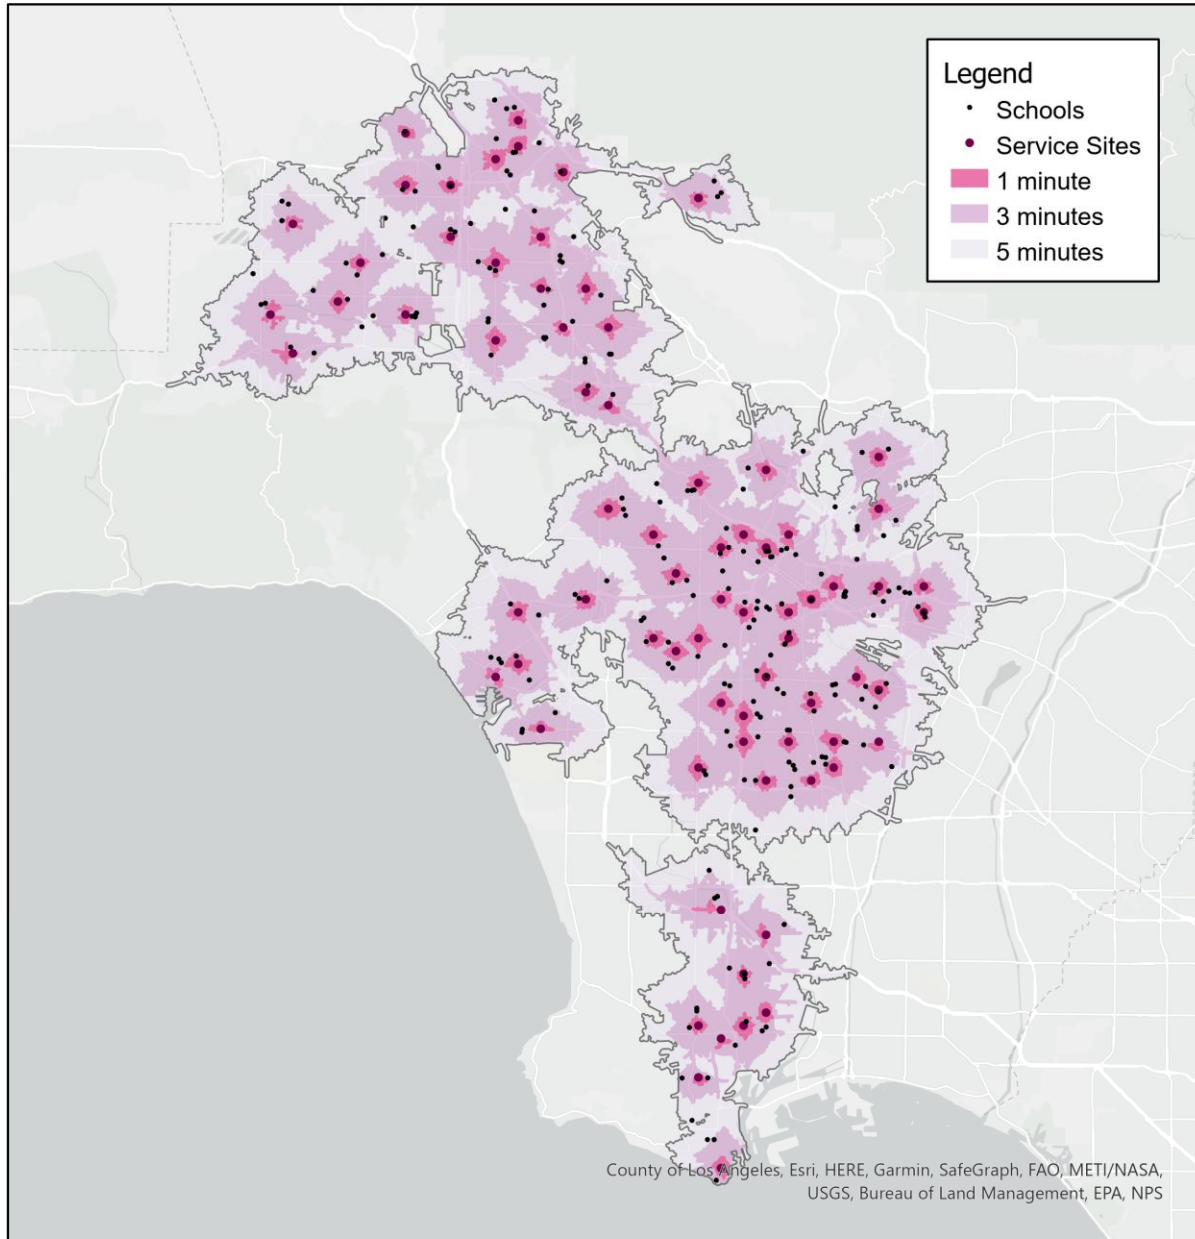 Legend
Schools
Service Sites
1 minute
3 minutes
5 minutes
County of Los Angeles, Esri, HERE, Garmin, SafeGraph, FAO, METI/NASA,
USGS, Bureau of Land Management, EPA, NPS